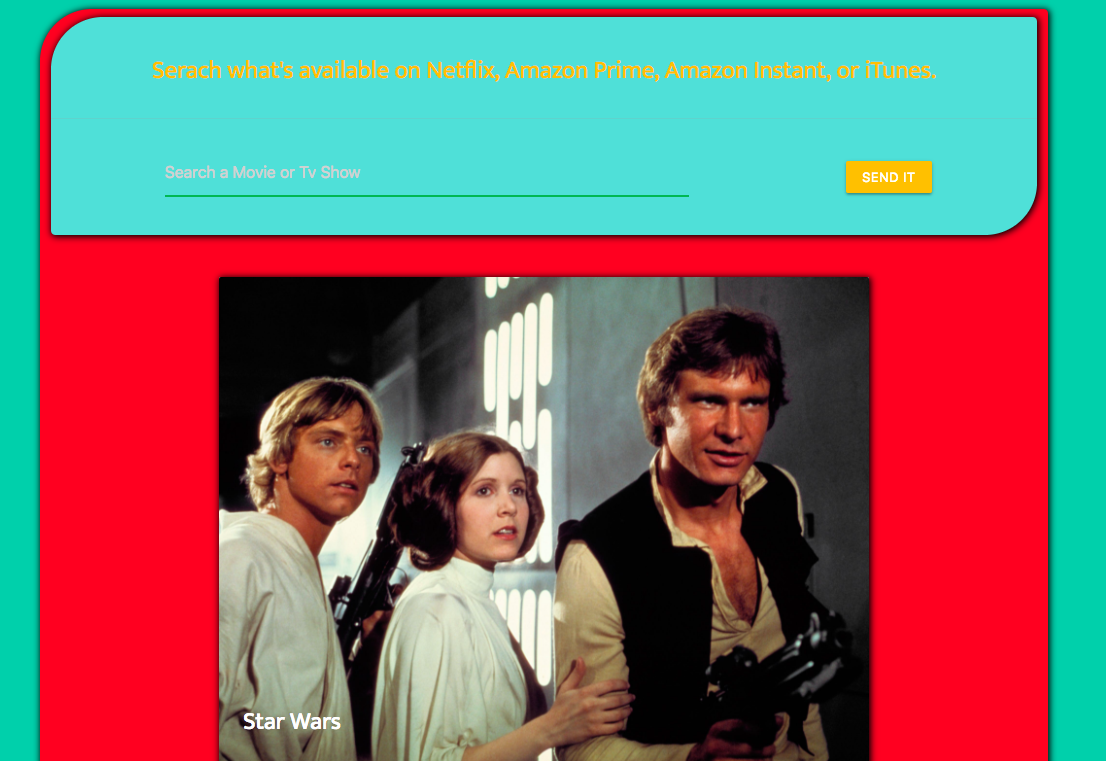 Serach what's available on Netflix, Amazon Prime, Amazon Instant, or iTunes.
Search a Movie or Tv Show
SEND IT
Star Wars